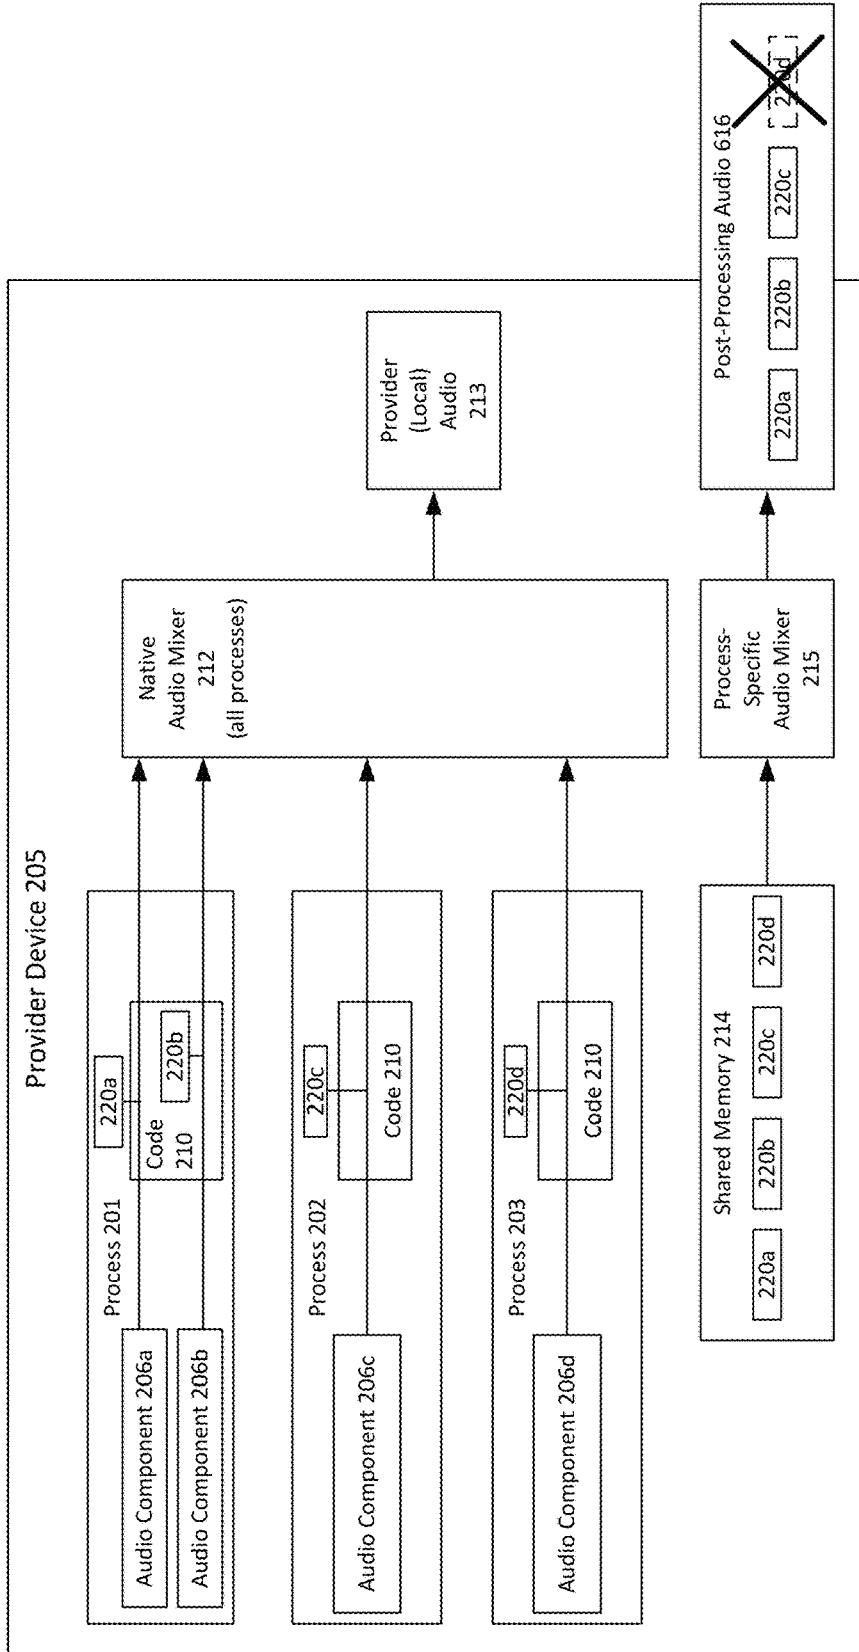 Provider Device 205
Process 201
Audio Component 206a
Audio Component 206b
220a
Code
210
220b
Process 202
Audio Component 206c
220c
Code 210
Process 203
Audio Component 206d
220d
Code 210
Native
Audio Mixer
212
(all processes)
Provider
(Local)
Audio
213
Shared Memory 214
220a
220b
220c
220d
Process-
Specific
Audio Mixer
215
Post-Processing Audio 616
220a
220b
220c
220d